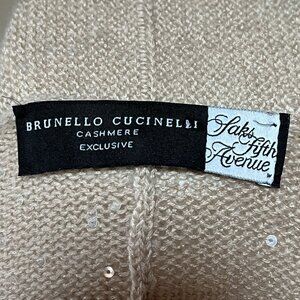 BRUNELLO CUCINELLI
CASHMERE
EXCLUSIVE
Saks
Fifth
Avenue